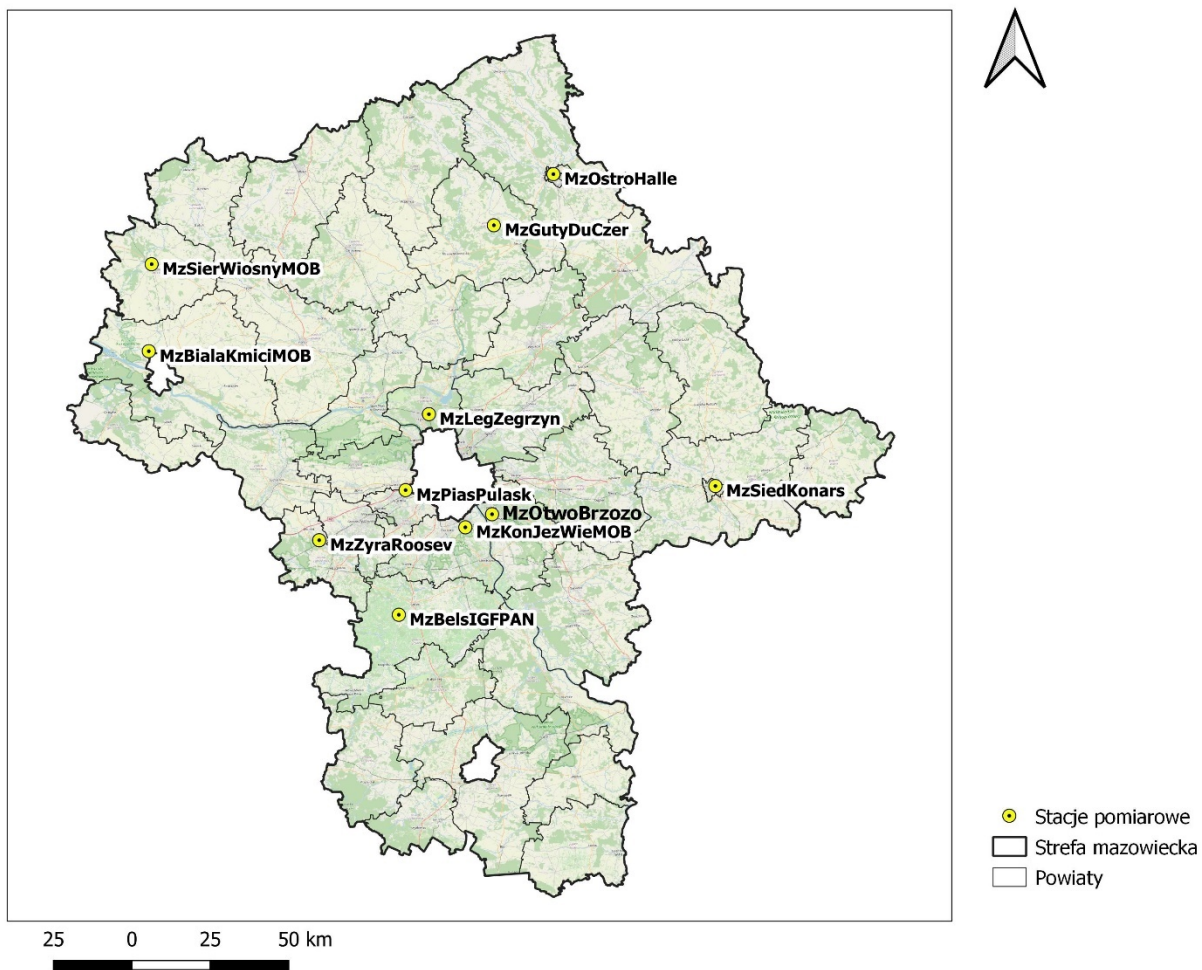 MzOstroHalle
MzGutyDuCzer
MzSierWiosnyMOB
MzBialaKmiciMOB
MzLegZegrzyn
MzPiasPulask
MzSiedKonars
MzOtwoBrzozo
MzKonJezWieMOB
MzZyraRoosev
MzBelsIGFPAN
Stacje pomiarowe
Strefa mazowiecka
Powiaty
25 0 25 50 km